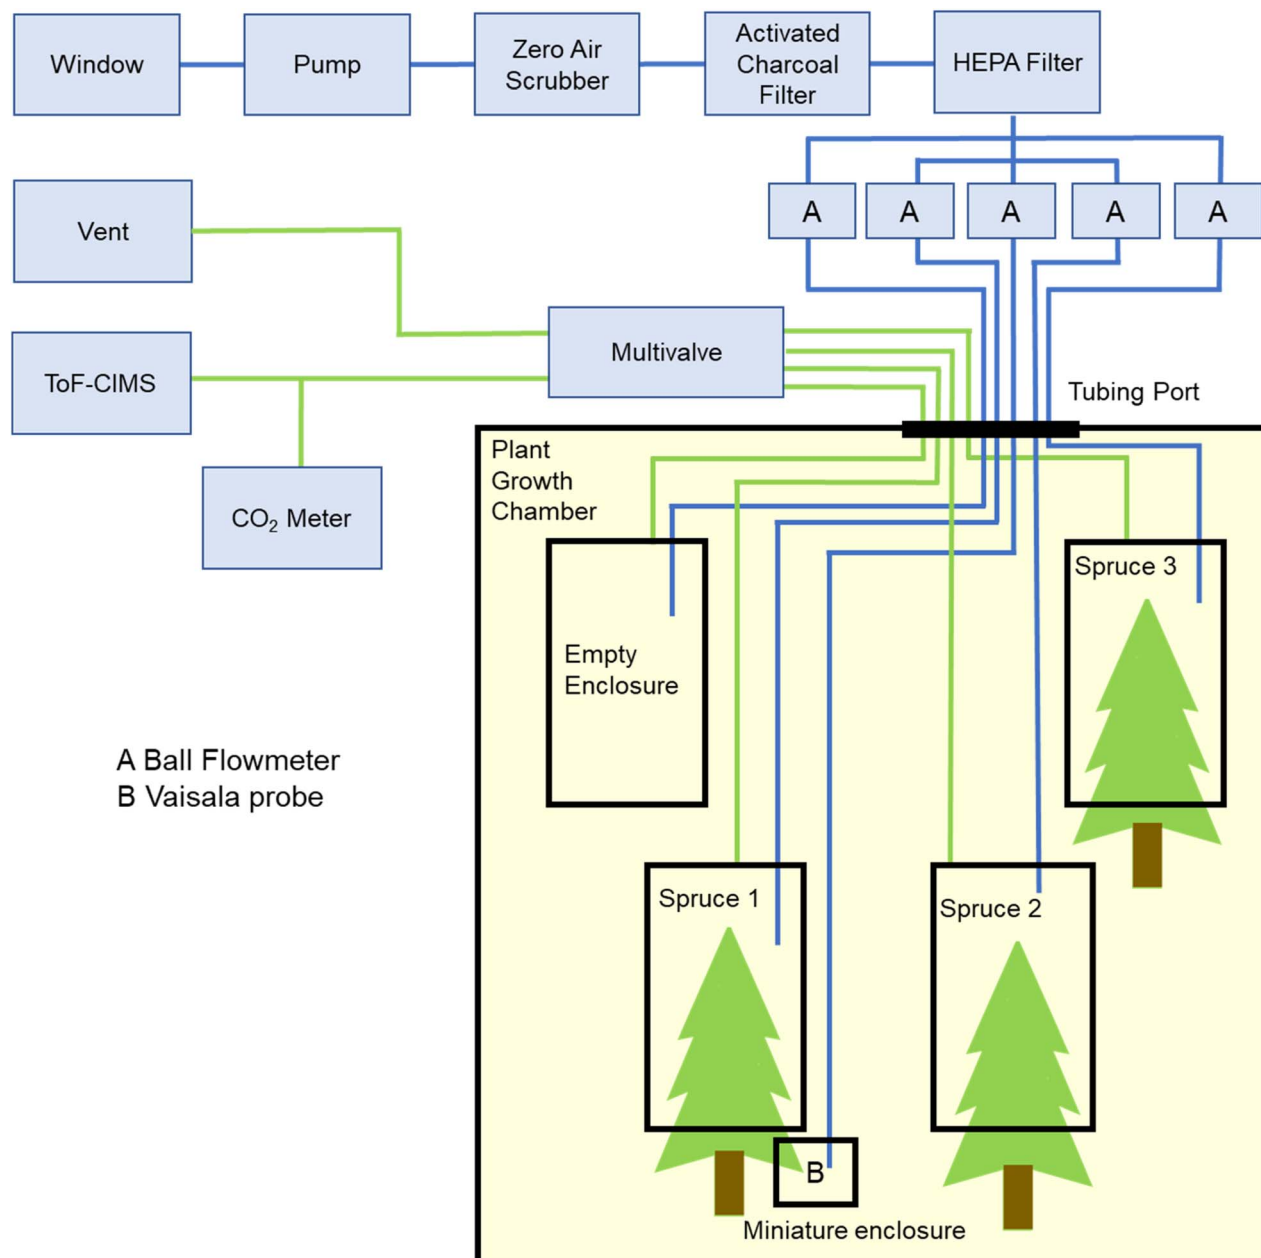 Window
Pump
Zero Air
Scrubber
Activated
Charcoal
Filter
HEPA Filter
Vent
A
A
A
A
A
ToF-CIMS
Multivalve
Tubing Port
CO₂ Meter
Plant
Growth
Chamber
Spruce 3
Empty
Enclosure
A Ball Flowmeter
B Vaisala probe
Spruce 1
Spruce 2
B
Miniature enclosure